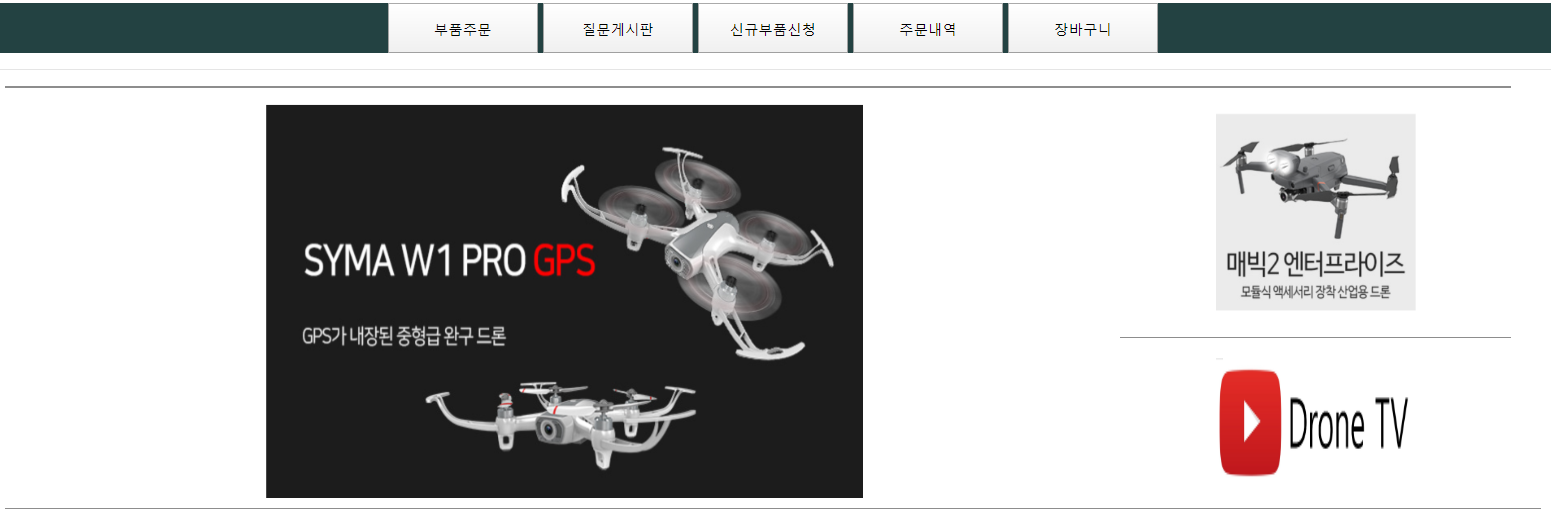 부품주문
질문게시판
신규부품신청
주문내역
장바구니
SYMA W1 PRO GPS
GPS가 내장된 중형급 완구 드론
매빅2 엔터프라이즈
모듈식 액세서리 장착 산업용 드론
Drone TV